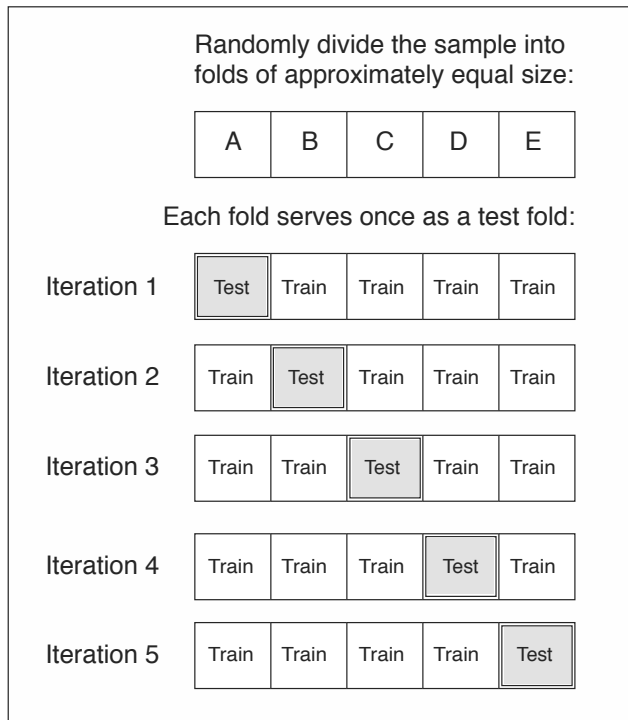 Randomly divide the sample into
folds of approximately equal size:
A B C D E
Each fold serves once as a test fold:
Iteration 1 Test Train Train Train Train
Iteration 2 Train Test Train Train Train
Iteration 3 Train Train Test Train Train
Iteration 4 Train Train Train Test Train
Iteration 5 Train Train Train Train Test